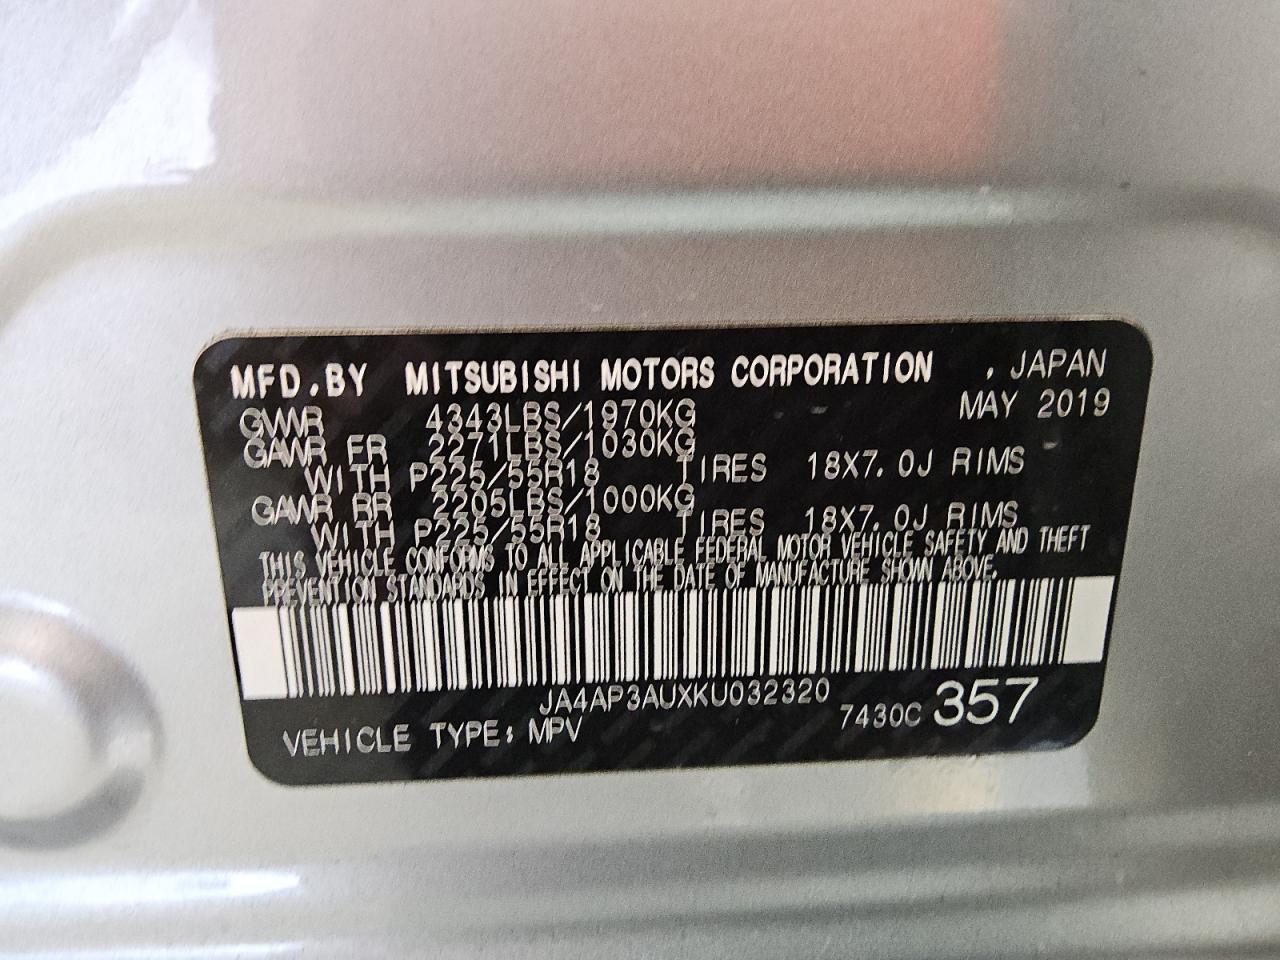 MFD.BY MITSUBISHI MOTORS CORPORATION , JAPAN
MAY 2019
GVWR 4343LBS/1970KG
GAWR FR 2271LBS/1030KG
WITH P225/55R18 TIRES 18X7.0J RIMS
GAWR RR 2205LBS/1000KG
WITH P225/55R18 TIRES 18X7.0J RIMS
THIS VEHICLE CONFORMS TO ALL APPLICABLE FEDERAL MOTOR VEHICLE SAFETY AND THEFT
PREVENTION STANDARDS IN EFFECT ON THE DATE OF MANUFACTURE SHOWN ABOVE.
JA4AP3AUXKU032320
VEHICLE TYPE: MPV 7430C 357